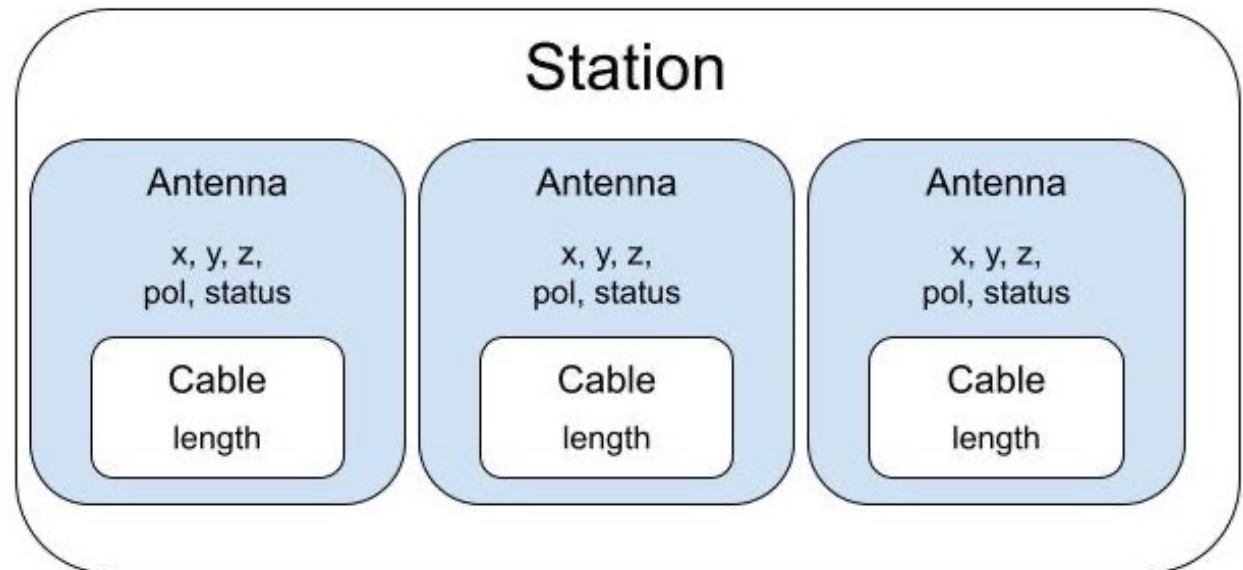 Station
Antenna
x, y, z,
pol, status
Cable
length
Antenna
x, y, z,
pol, status
Cable
length
Antenna
x, y, z,
pol, status
Cable
length